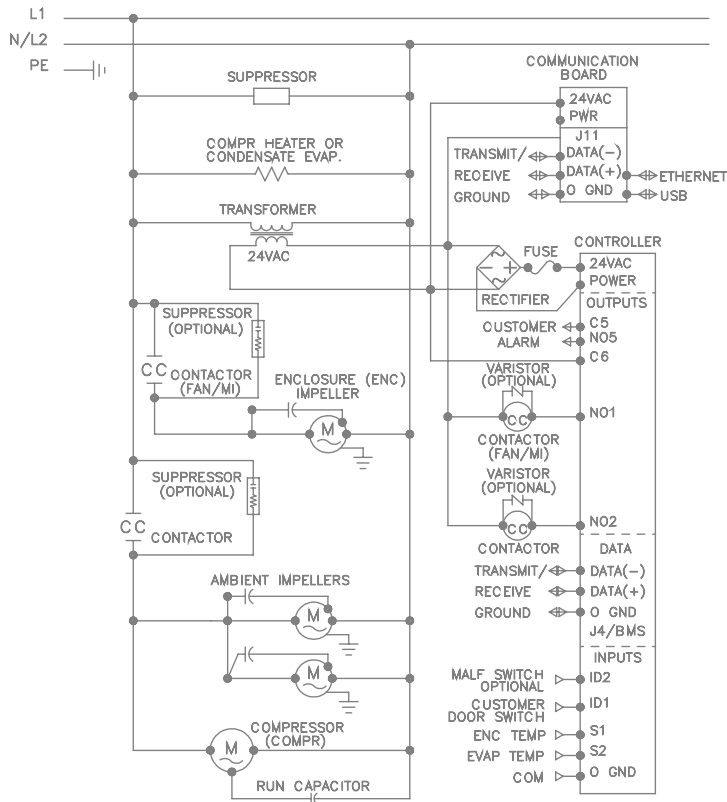 L1
N/L2
PE
SUPPRESSOR
COMPR HEATER OR
CONDENSATE EVAP.
TRANSFORMER
24VAC
SUPPRESSOR
(OPTIONAL)
CC
CONTACTOR
(FAN/MI)
ENCLOSURE (ENC)
IMPELLER
M
SUPPRESSOR
(OPTIONAL)
CC
CONTACTOR
AMBIENT IMPELLERS
M
M
COMPRESSOR
(COMPR)
M
RUN CAPACITOR
COMMUNICATION
BOARD
24VAC
PWR
J11
TRANSMIT/
DATA(-)
RECEIVE
DATA(+)
ETHERNET
GROUND
O GND
USB
FUSE
RECTIFIER
CONTROLLER
24VAC
POWER
OUTPUTS
CUSTOMER
ALARM
C5
NO5
C6
VARISTOR
(OPTIONAL)
CC
NO1
CONTACTOR
(FAN/MI)
VARISTOR
(OPTIONAL)
CC
NO2
CONTACTOR
DATA
TRANSMIT/
DATA(-)
RECEIVE
DATA(+)
GROUND
O GND
J4/BMS
INPUTS
MALF SWITCH
OPTIONAL
ID2
CUSTOMER
DOOR SWITCH
ID1
ENC TEMP
S1
EVAP TEMP
S2
COM
O GND